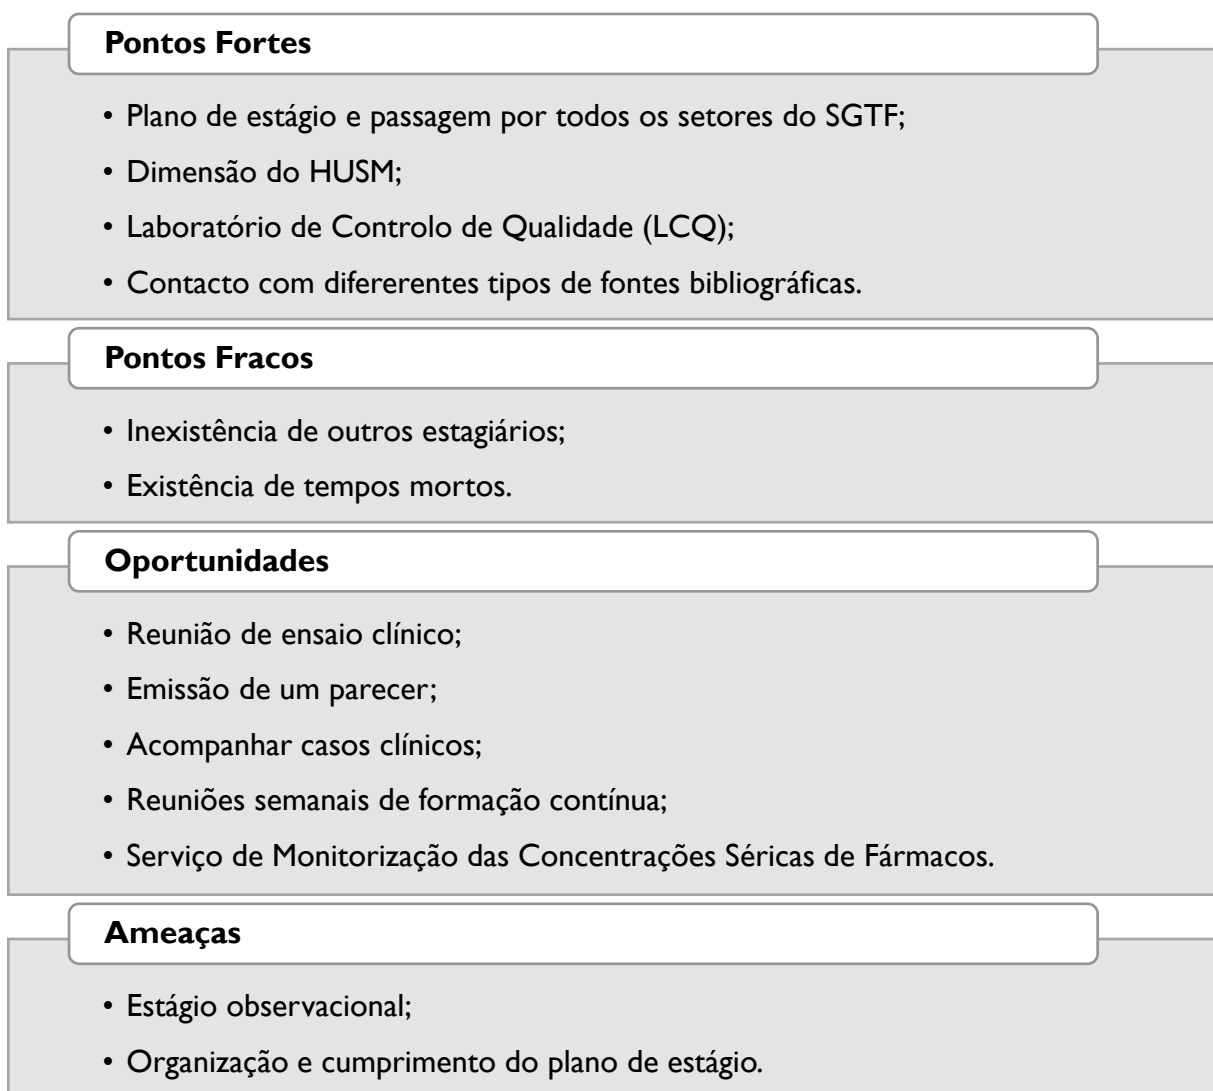 Pontos Fortes
• Plano de estágio e passagem por todos os setores do SGTF;
• Dimensão do HUSM;
• Laboratório de Controlo de Qualidade (LCQ);
• Contacto com difererentes tipos de fontes bibliográficas.
Pontos Fracos
• Inexistência de outros estagiários;
• Existência de tempos mortos.
Oportunidades
• Reunião de ensaio clínico;
• Emissão de um parecer;
• Acompanhar casos clínicos;
• Reuniões semanais de formação contínua;
• Serviço de Monitorização das Concentrações Séricas de Fármacos.
Ameaças
• Estágio observacional;
• Organização e cumprimento do plano de estágio.